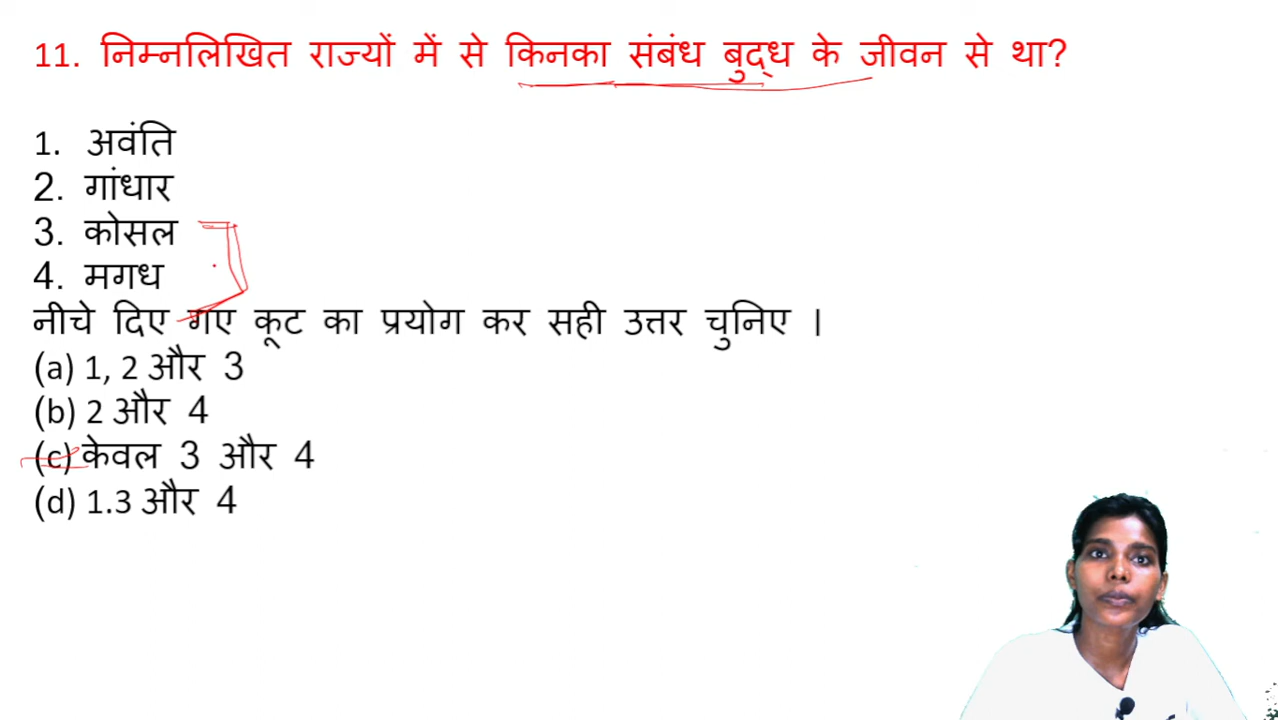 11. निम्नलिखित राज्यों में से किनका संबंध बुद्ध के जीवन से था?
1. अवंति
2. गांधार
3. कोसल
4. मगध
नीचे दिए गए कूट का प्रयोग कर सही उत्तर चुनिए ।
(a) 1, 2 और 3
(b) 2 और 4
(c) केवल 3 और 4
(d) 1.3 और 4